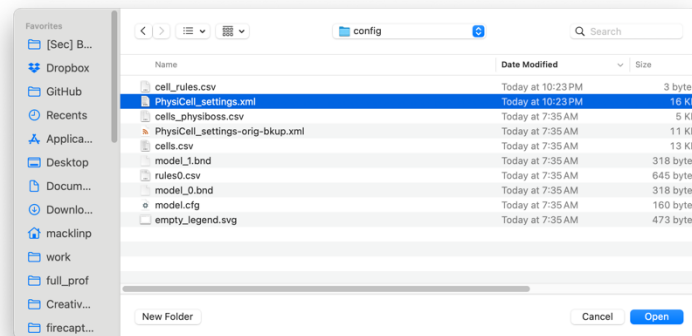 Favorites
[Sec] B...
Dropbox
GitHub
Recents
Applica...
Desktop
Docum...
Downlo...
macklinp
work
full_prof
Creativ...
firecapt...
config
Search
Name Date Modified Size
cell_rules.csv Today at 10:23 PM 3 byte
PhysiCell_settings.xml Today at 10:23 PM 16 K
cells_physiboss.csv Today at 7:35 AM 5 K
PhysiCell_settings-orig-bkup.xml Today at 7:35 AM 11 K
cells.csv Today at 7:35 AM 13 K
model_1.bnd Today at 7:35 AM 318 byte
rules0.csv Today at 7:35 AM 645 byte
model_0.bnd Today at 7:35 AM 318 byte
model.cfg Today at 7:35 AM 160 byte
empty_legend.svg Today at 7:35 AM 473 byte
New Folder Cancel Open